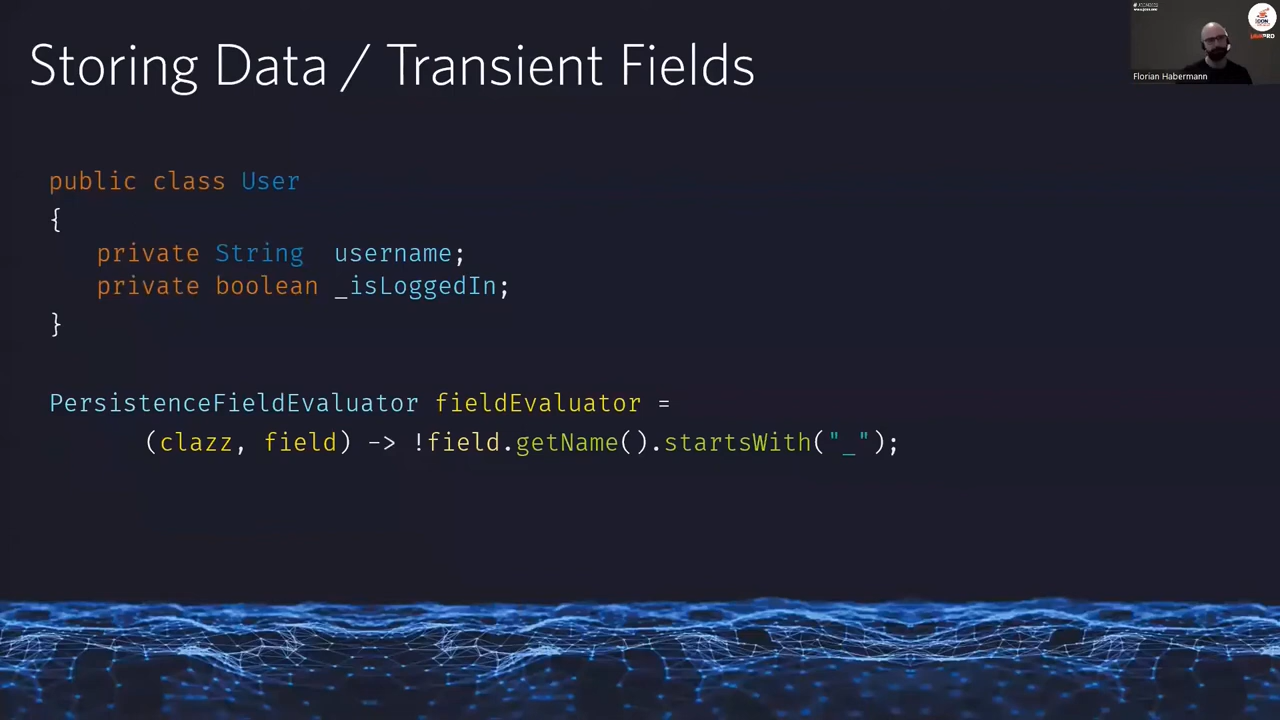 Storing Data / Transient Fields
Florian Habermann
public class User
{
private String username;
private boolean _isLoggedIn;
}
PersistenceFieldEvaluator fieldEvaluator =
(clazz, field) -> !field.getName().startsWith("_");